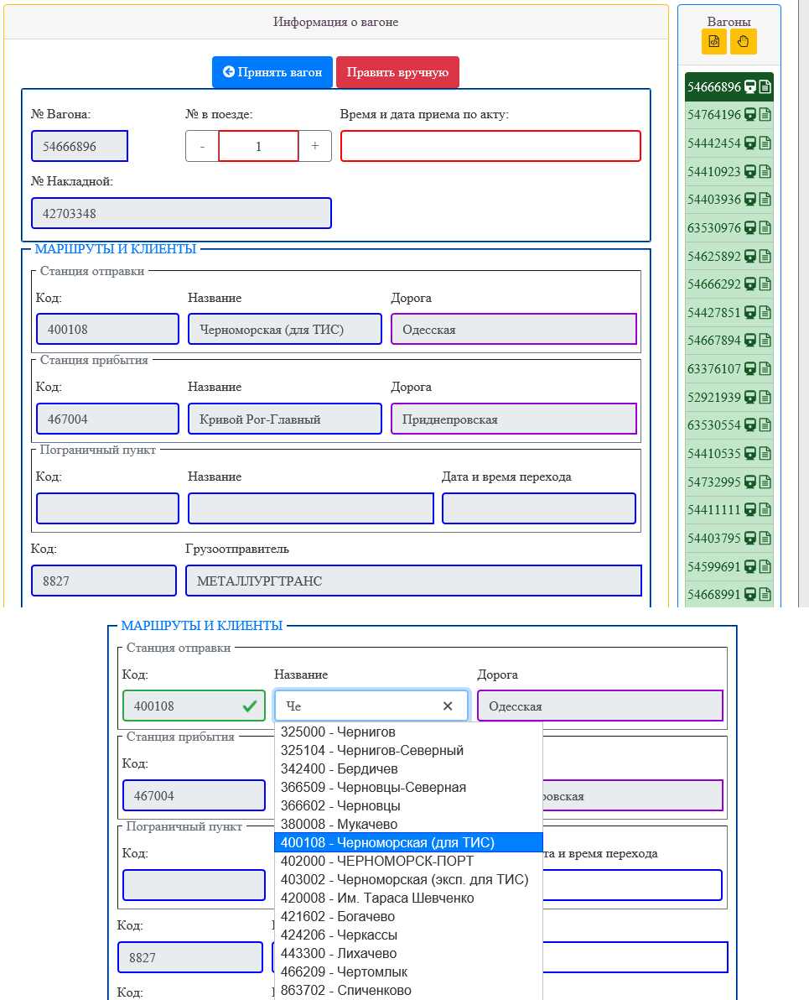 Информация о вагоне
Принять вагон Править вручную
№ Вагона: № в поезде: Время и дата приема по акту:
54666896 - 1 +
№ Накладной:
42703348
МАРШРУТЫ И КЛИЕНТЫ
Станция отправки
Код: Название Дорога
400108 Черноморская (для ТИС) Одесская
Станция прибытия
Код: Название Дорога
467004 Кривой Рог-Главный Приднепровская
Пограничный пункт
Код: Название Дата и время перехода
Код: Грузоотправитель
8827 МЕТАЛЛУРГТРАНС
Вагоны
54666896
54764196
54442454
54410923
54403936
63530976
54625892
54666292
54427851
54667894
63376107
52921939
63530554
54410535
54732995
54411111
54403795
54599691
54668991
МАРШРУТЫ И КЛИЕНТЫ
Станция отправки
Код: Название Дорога
400108 Че × Одесская
325000 - Чернигов
325104 - Чернигов-Северный
342400 - Бердичев
366509 - Черновцы-Северная
366602 - Черновцы
380008 - Мукачево
400108 - Черноморская (для ТИС)
402000 - ЧЕРНОМОРСК-ПОРТ
403002 - Черноморская (эксп. для ТИС)
420008 - Им. Тараса Шевченко
421602 - Богачево
424206 - Черкассы
443300 - Лихачево
466209 - Чертомлык
863702 - Спиченково
Станция прибытия
Код:
467004 ровская
Пограничный пункт
Код: та и время перехода
Код:
8827
Код: